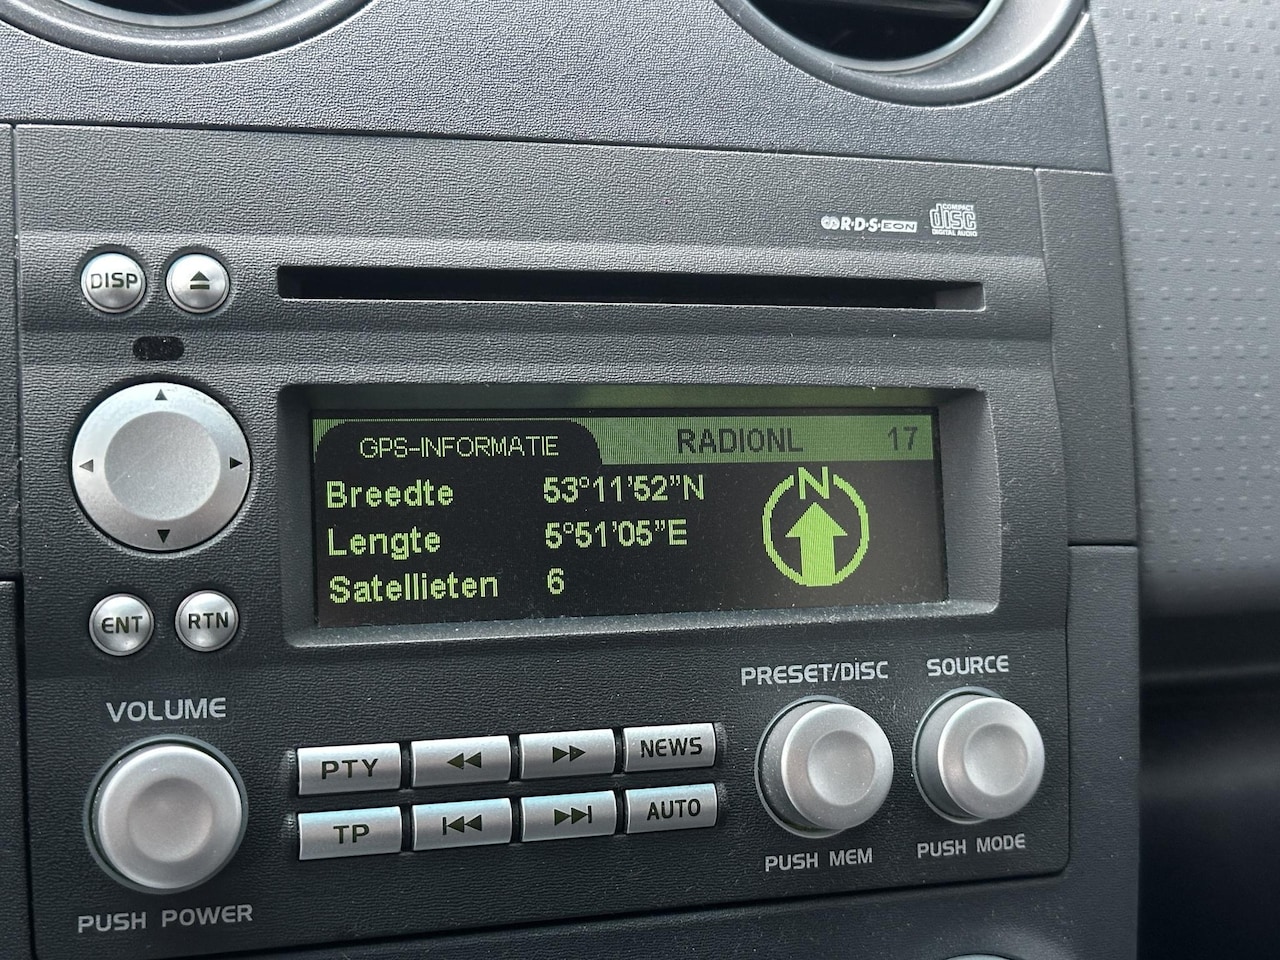 R·D·S EON
COMPACT
disc
DIGITAL AUDIO
DISP
GPS-INFORMATIE RADIONL 17
Breedte 53°11'52"N
Lengte 5°51'05"E
Satellieten 6
N
ENT RTN
VOLUME
PUSH POWER
PTY
NEWS
TP
AUTO
PRESET/DISC
PUSH MEM
SOURCE
PUSH MODE